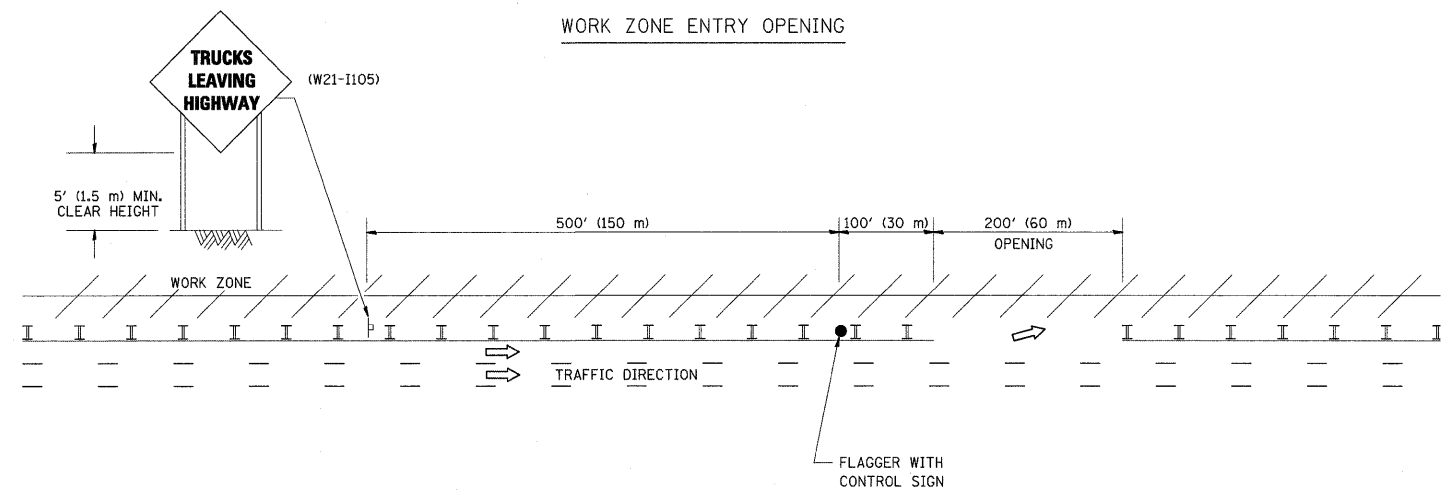 WORK ZONE ENTRY OPENING
TRUCKS
LEAVING
HIGHWAY
(W21-I105)
5' (1.5 m) MIN.
CLEAR HEIGHT
500' (150 m)
100' (30 m)
200' (60 m)
OPENING
WORK ZONE
TRAFFIC DIRECTION
FLAGGER WITH
CONTROL SIGN